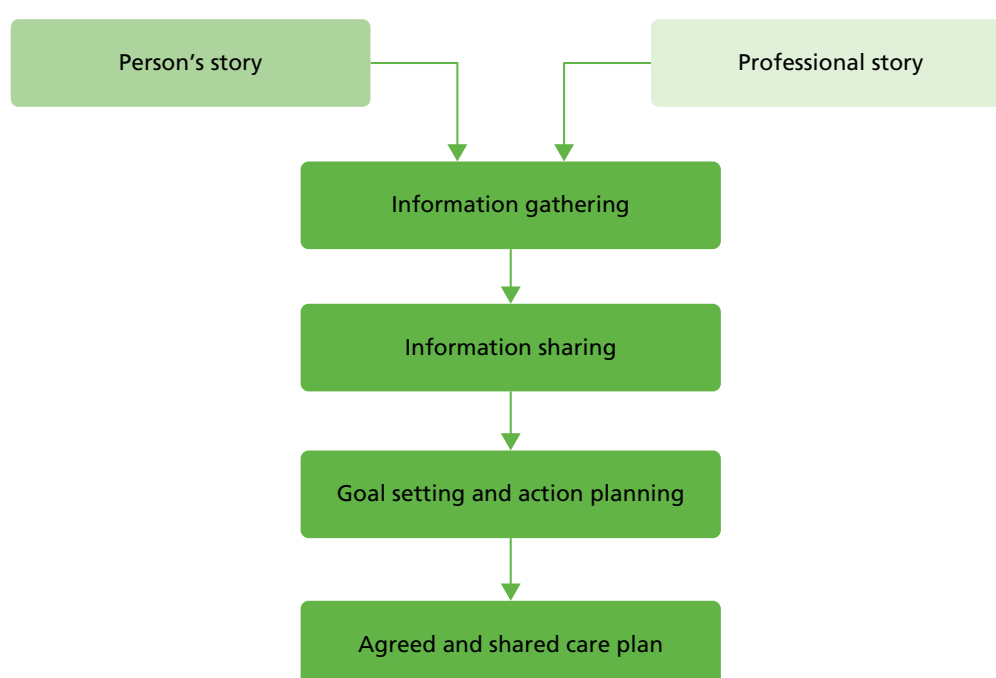 Person’s story
Professional story
Information gathering
Information sharing
Goal setting and action planning
Agreed and shared care plan